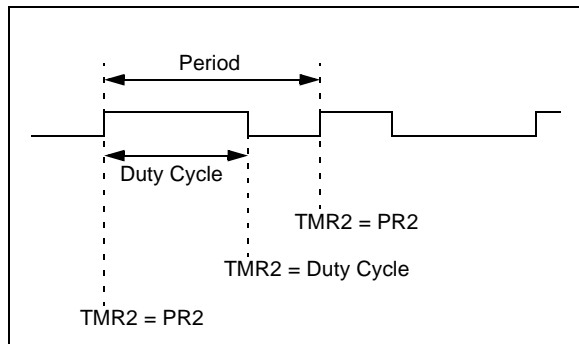 Period
Duty Cycle
TMR2 = PR2
TMR2 = Duty Cycle
TMR2 = PR2